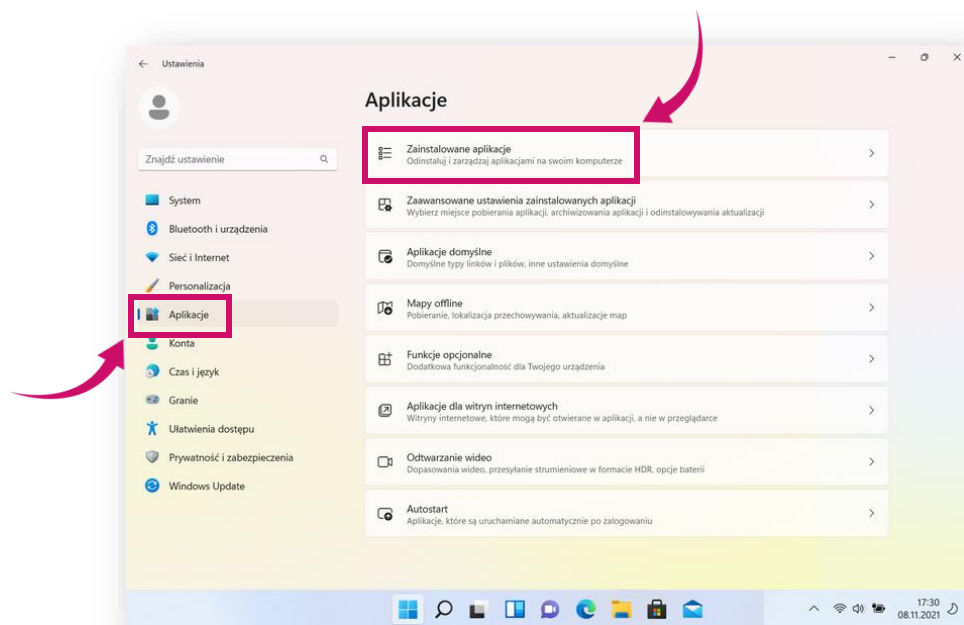 Ustawienia
Aplikacje
Znajdź ustawienie
System
Bluetooth i urządzenia
Sieć i Internet
Personalizacja
Aplikacje
Konta
Czas i język
Granie
Ułatwienia dostępu
Prywatność i zabezpieczenia
Windows Update
Zainstalowane aplikacje
Odinstaluj i zarządzaj aplikacjami na swoim komputerze
Zaawansowane ustawienia zainstalowanych aplikacji
Wybierz miejsce pobierania aplikacji, archiwizowania aplikacji i odinstalowywania aktualizacji
Aplikacje domyślne
Domyślne typy linków i plików, inne ustawienia domyślne
Mapy offline
Pobieranie, lokalizacja przechowywania, aktualizacje map
Funkcje opcjonalne
Dodatkowa funkcjonalność dla Twojego urządzenia
Aplikacje dla witryn internetowych
Witryny internetowe, które mogą być otwierane w aplikacji, a nie w przeglądarce
Odtwarzanie wideo
Dopasowania wideo, przesyłanie strumieniowe w formacie HDR, opcje baterii
Autostart
Aplikacje, które są uruchamiane automatycznie po zalogowaniu
17:30
08.11.2021